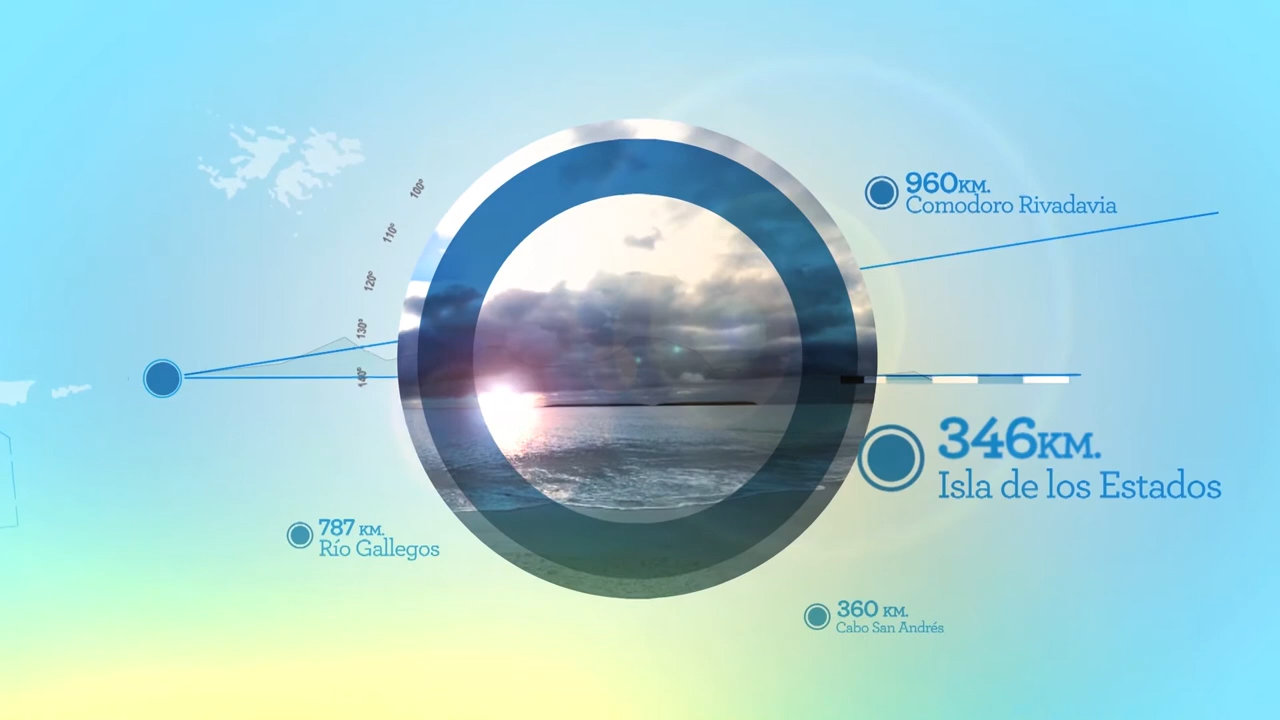 100°
110°
120°
130°
140°
960KM.
Comodoro Rivadavia
346KM.
Isla de los Estados
787 KM.
Río Gallegos
360 KM.
Cabo San Andrés